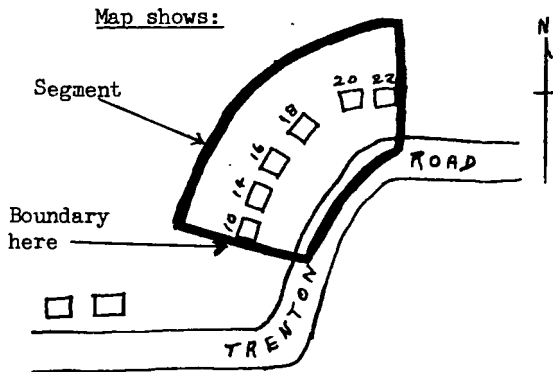 Map shows:
N
Segment
20 22
18
16
14
10
ROAD
Boundary
here
TRENTON